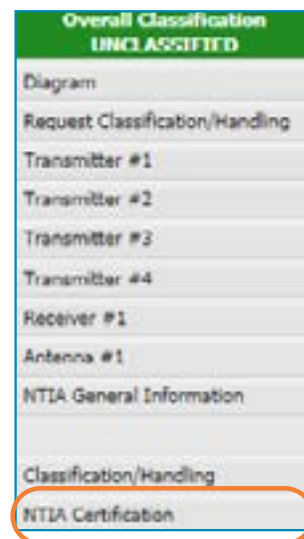 Overall Classification
UNCLASSIFIED
Diagram
Request Classification/Handling
Transmitter #1
Transmitter #2
Transmitter #3
Transmitter #4
Receiver #1
Antenna #1
NTIA General Information
Classification/Handling
NTIA Certification